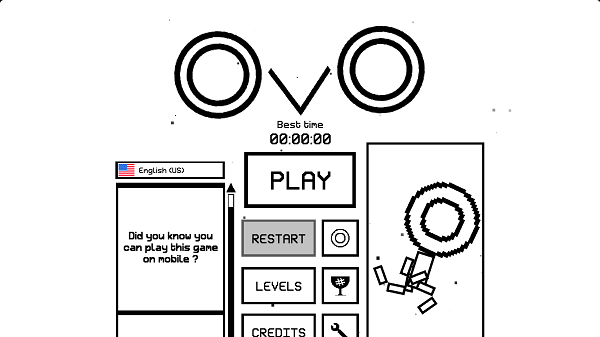 OVO
Best time
00:00:00
English (US)
PLAY
Did you know you
can play this game
on mobile ?
RESTART
LEVELS
CREDITS